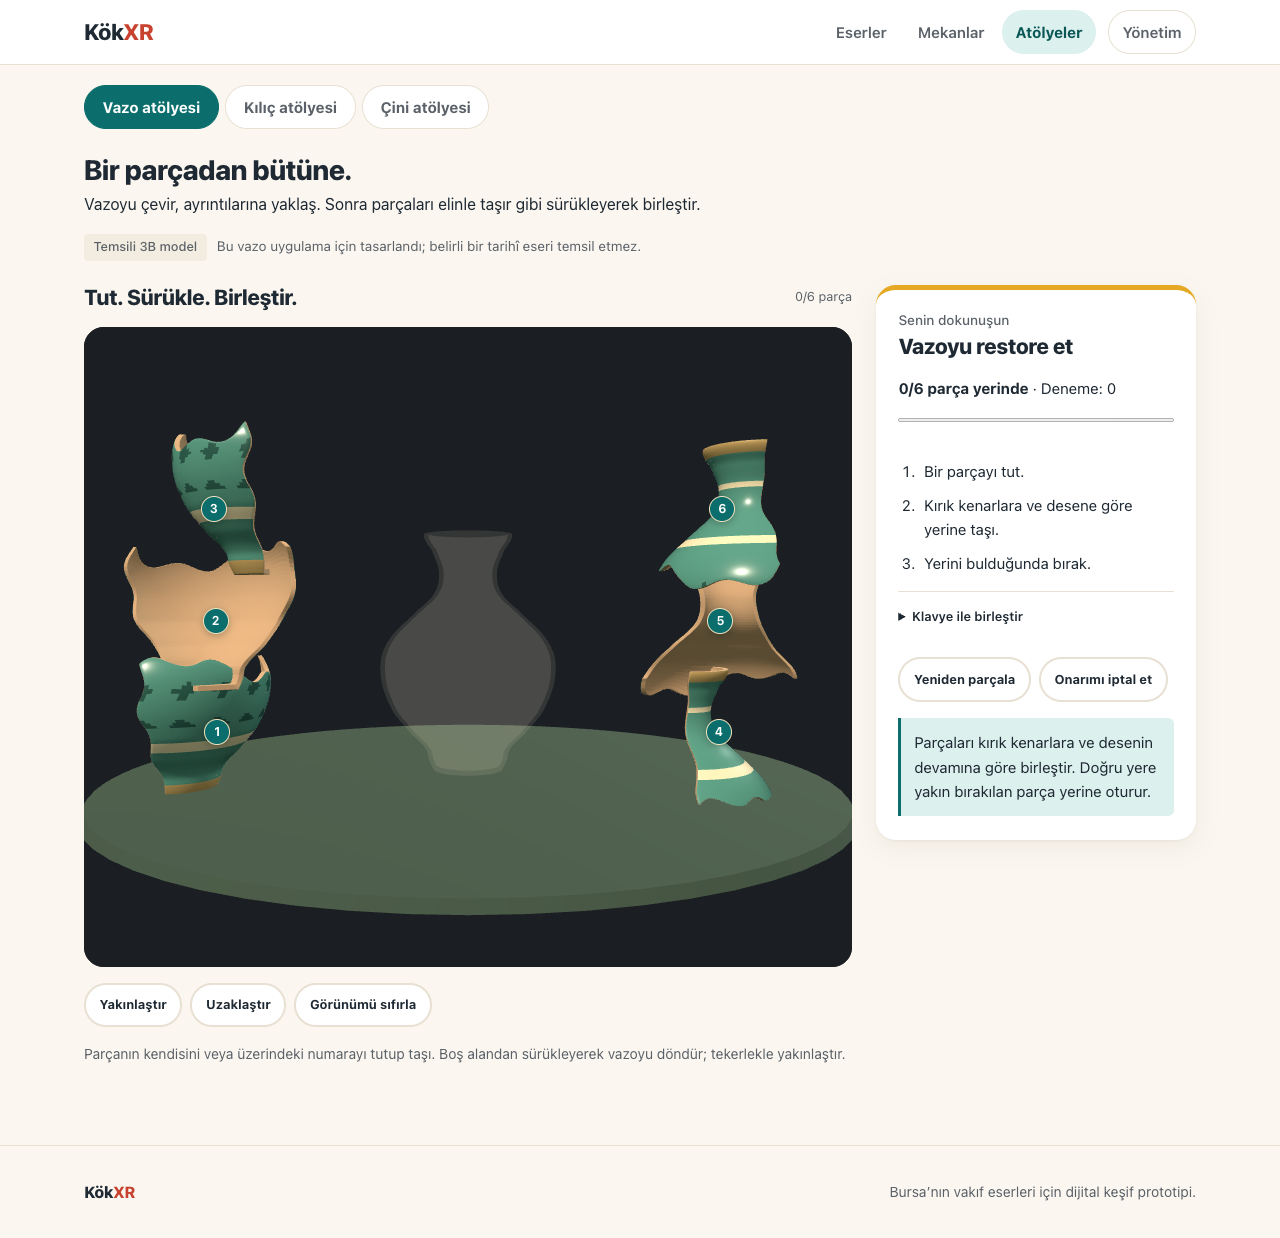 KökXR
Eserler
Mekanlar
Atölyeler
Yönetim
Vazo atölyesi
Kılıç atölyesi
Çini atölyesi
Bir parçadan bütüne.
Vazoyu çevir, ayrıntılarına yaklaş. Sonra parçaları elinle taşır gibi sürükleyerek birleştir.
Temsili 3B model
Bu vazo uygulama için tasarlandı; belirli bir tarihî eseri temsil etmez.
Tut. Sürükle. Birleştir.
0/6 parça
3
2
1
6
5
4
Yakınlaştır
Uzaklaştır
Görünümü sıfırla
Parçanın kendisini veya üzerindeki numarayı tutup taşı. Boş alandan sürükleyerek vazoyu döndür; tekerlekle yakınlaştır.
Senin dokunuşun
Vazoyu restore et
0/6 parça yerinde · Deneme: 0
1. Bir parçayı tut.
2. Kırık kenarlara ve desene göre
yerine taşı.
3. Yerini bulduğunda bırak.
Klavye ile birleştir
Yeniden parçala
Onarımı iptal et
Parçaları kırık kenarlara ve desenin
devamına göre birleştir. Doğru yere
yakın bırakılan parça yerine oturur.
KökXR
Bursa’nın vakıf eserleri için dijital keşif prototipi.